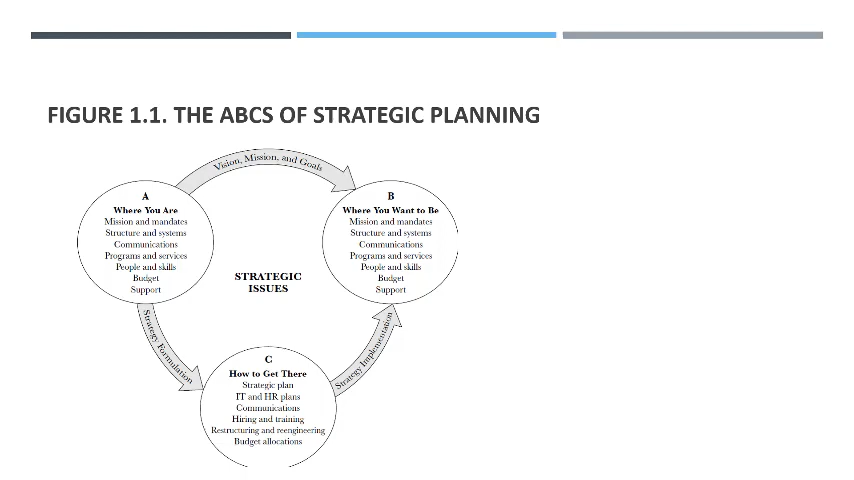 FIGURE 1.1. THE ABCS OF STRATEGIC PLANNING
Vision, Mission, and Goals
A
Where You Are
Mission and mandates
Structure and systems
Communications
Programs and services
People and skills
Budget
Support
B
Where You Want to Be
Mission and mandates
Structure and systems
Communications
Programs and services
People and skills
Budget
Support
STRATEGIC
ISSUES
Strategy Formulation
Strategy Implementation
C
How to Get There
Strategic plan
IT and HR plans
Communications
Hiring and training
Restructuring and reengineering
Budget allocations